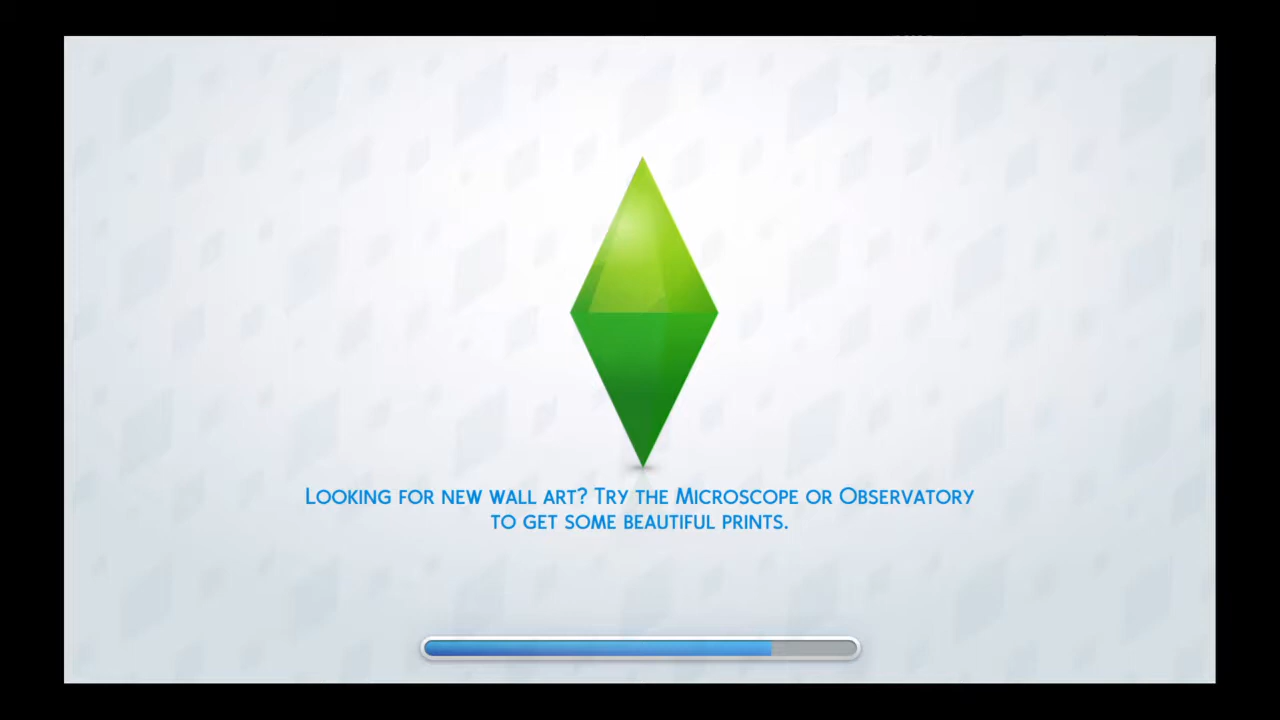 Looking for new wall art? Try the Microscope or Observatory
to get some beautiful prints.